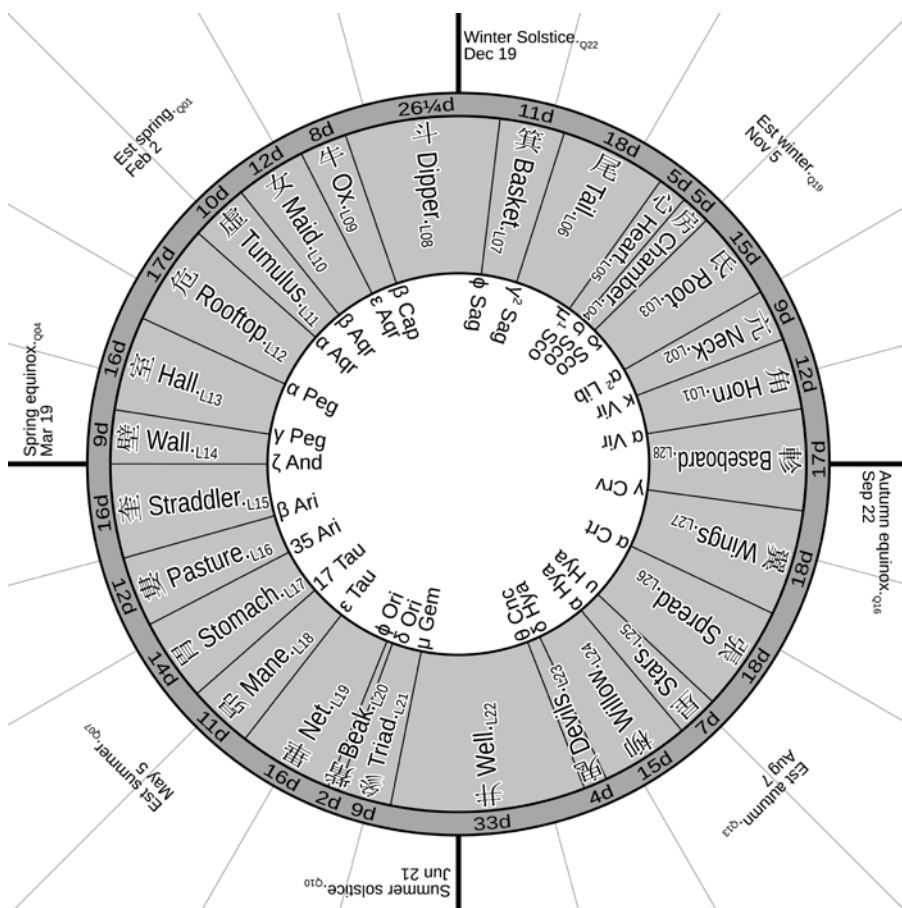 Winter Solstice.Q22
Dec 19
Est winter.Q19
Nov 5
Autumn equinox.Q16
Sep 22
Est autumn.Q13
Aug 7
Summer solstice.Q10
Jun 21
Est summer.Q07
May 5
Spring equinox.Q04
Mar 19
Est spring.Q01
Feb 2
26¼d
11d
18d
5d
5d
15d
9d
12d
17d
18d
18d
7d
15d
4d
33d
9d
2d
16d
11d
14d
12d
16d
9d
16d
17d
10d
12d
8d
斗 Dipper.L08
箕 Basket.L07
尾 Tail.L06
心 Heart.L05
房 Chamber.L04
氐 Root.L03
亢 Neck.L02
角 Horn.L01
軫 Baseboard.L28
翼 Wings.L27
張 Spread.L26
星 Stars.L25
柳 Willow.L24
鬼 Devils.L23
井 Well.L22
參 Triad.L21
觜 Beak.L20
畢 Net.L19
昴 Mane.L18
胃 Stomach.L17
婁 Pasture.L16
奎 Straddler.L15
壁 Wall.L14
室 Hall.L13
危 Rooftop.L12
虛 Tumulus.L11
女 Maid.L10
牛 Ox.L09
φ Sag
γ² Sag
μ¹ Sco
σ Sco
π Sco
α² Lib
κ Vir
α Vir
γ Crv
α Crt
υ Hya
α Hya
δ Hya
θ Cnc
μ Gem
δ Ori
φ¹ Ori
ε Tau
17 Tau
35 Ari
β Ari
ζ And
γ Peg
α Peg
α Aqr
β Aqr
ε Aqr
β Cap